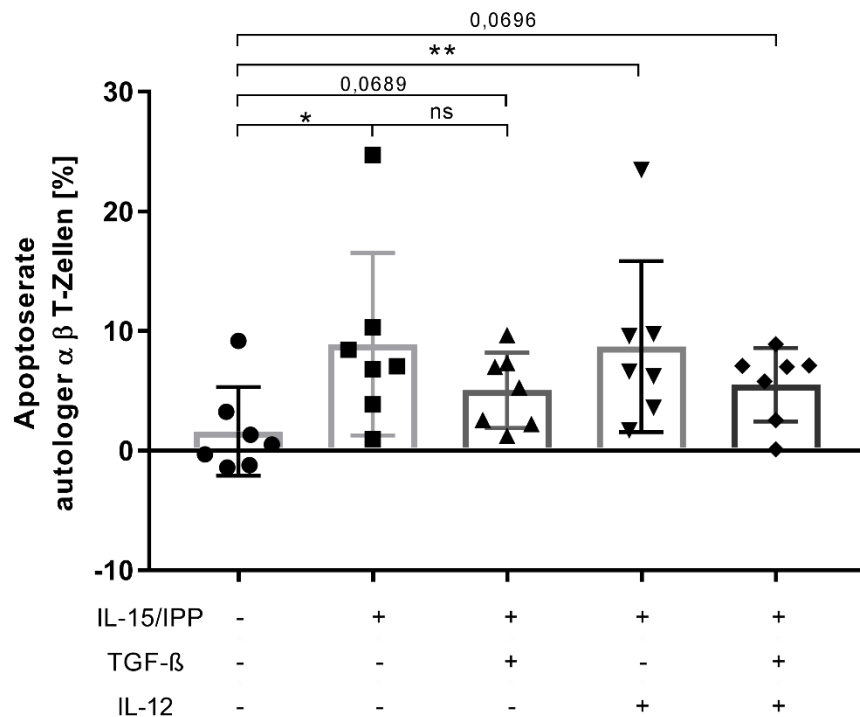 0,0696
**
0,0689
* ns
30
20
10
0
-10
Apoptoserate
autologer α β T-Zellen [%]
IL-15/IPP - + + + +
TGF-ß - - + - +
IL-12 - - - + +